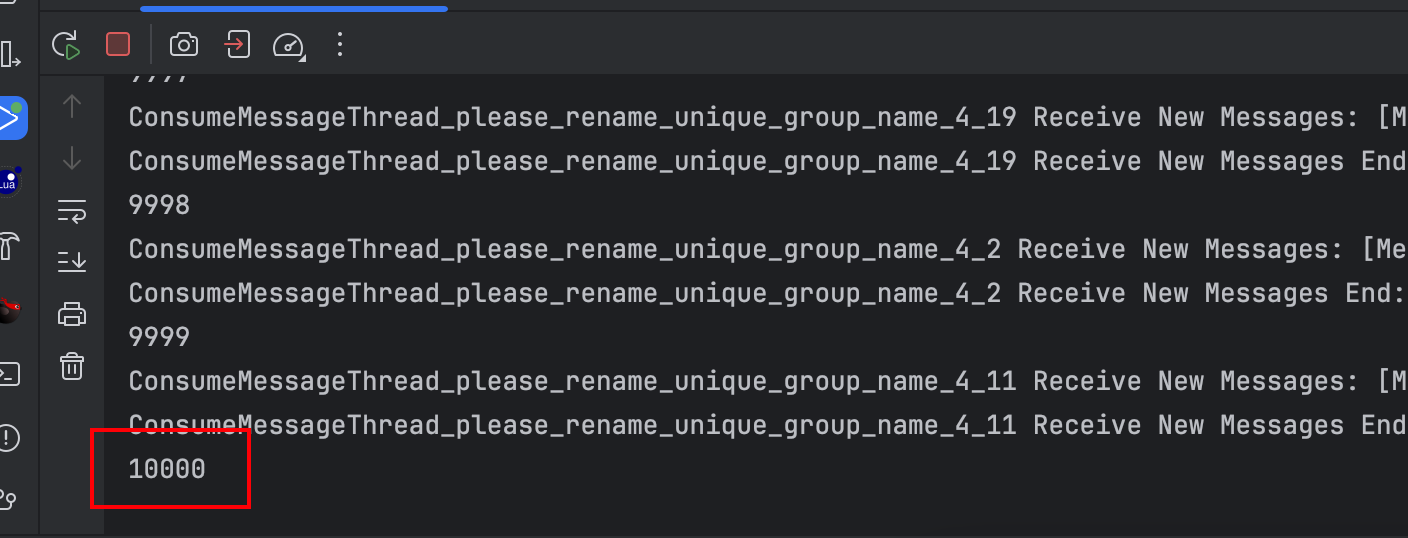 ConsumeMessageThread_please_rename_unique_group_name_4_19 Receive New Messages: [M
ConsumeMessageThread_please_rename_unique_group_name_4_19 Receive New Messages End
9998
ConsumeMessageThread_please_rename_unique_group_name_4_2 Receive New Messages: [Me
ConsumeMessageThread_please_rename_unique_group_name_4_2 Receive New Messages End:
9999
ConsumeMessageThread_please_rename_unique_group_name_4_11 Receive New Messages: [M
ConsumeMessageThread_please_rename_unique_group_name_4_11 Receive New Messages End
10000
Lua